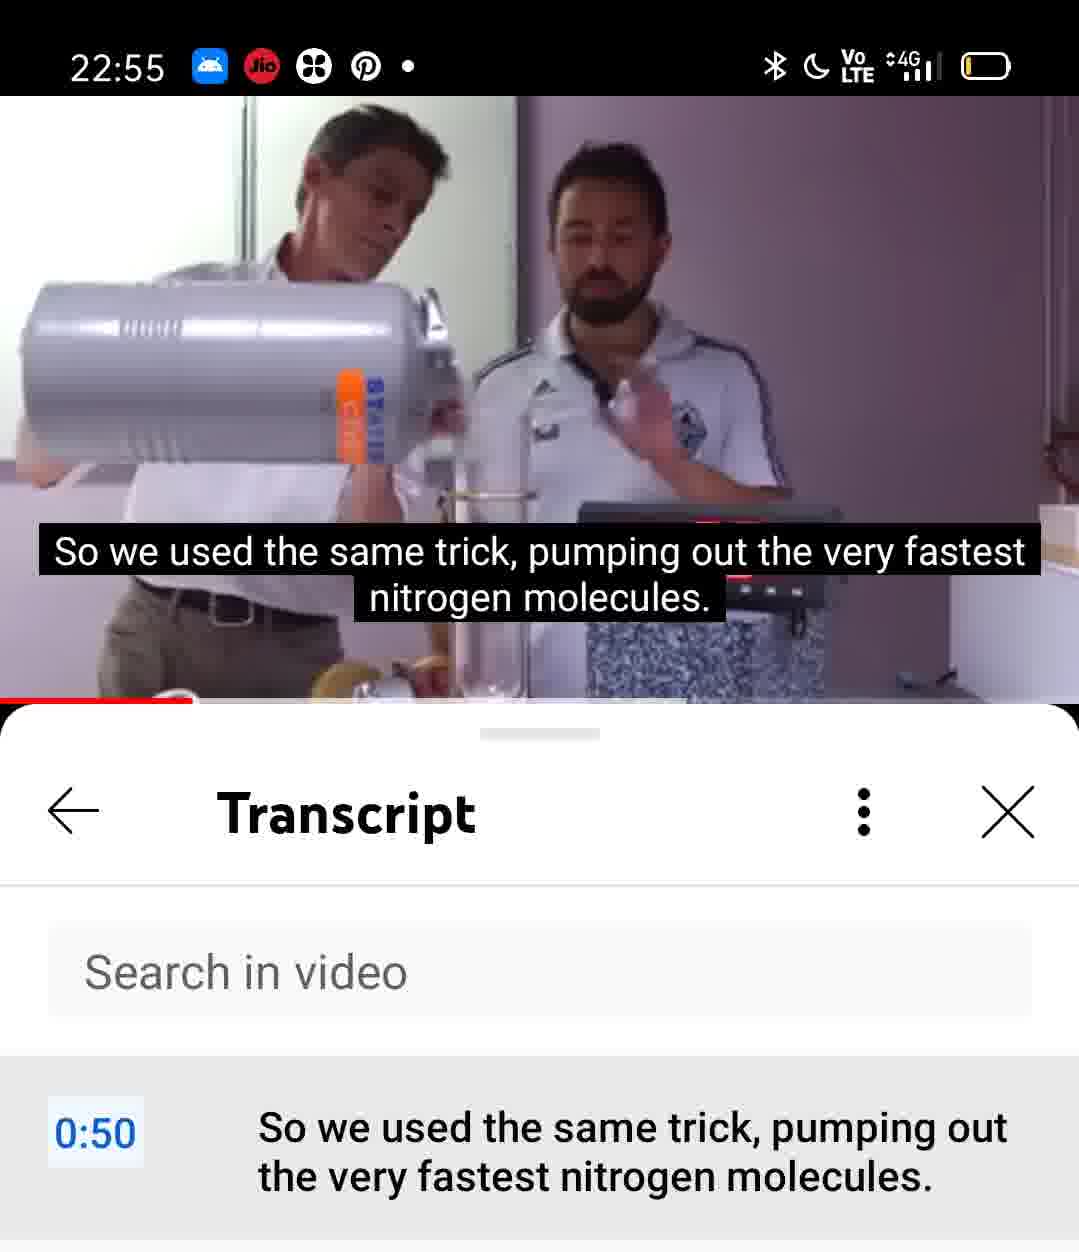 22:55
Jio
Vo
LTE
4G
So we used the same trick, pumping out the very fastest
nitrogen molecules.
Transcript
Search in video
0:50
So we used the same trick, pumping out
the very fastest nitrogen molecules.